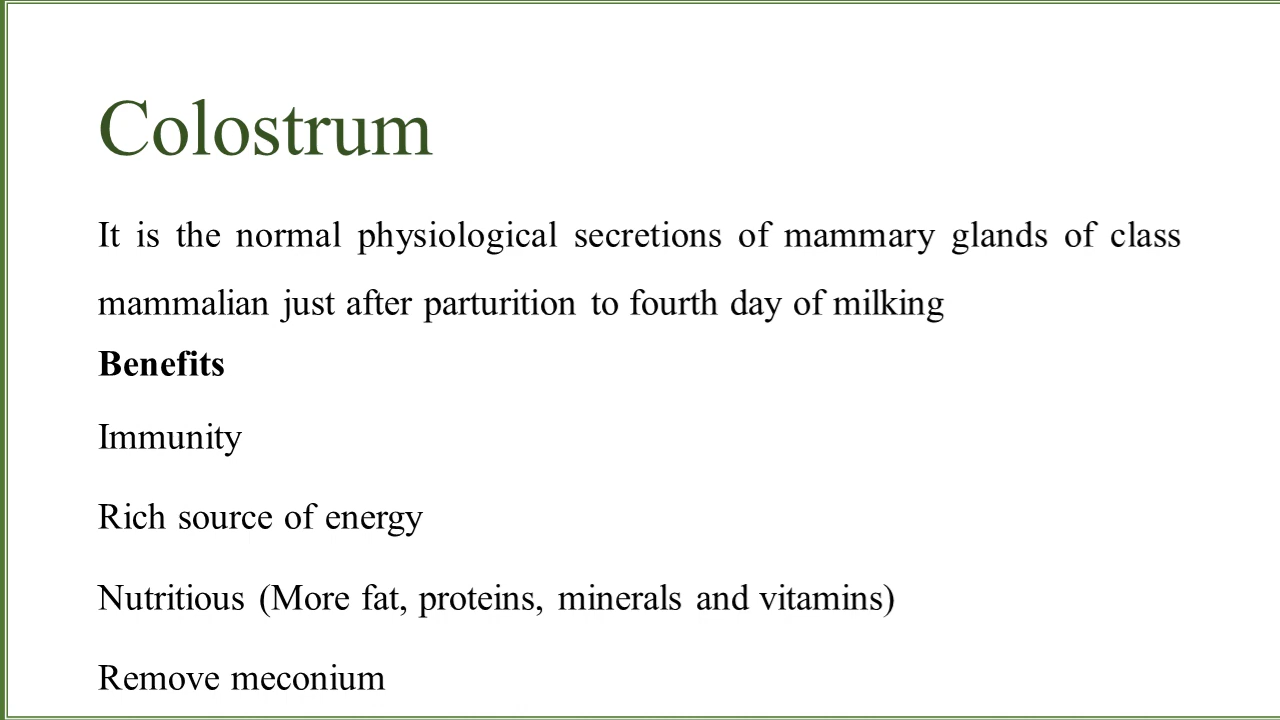 Colostrum
It is the normal physiological secretions of mammary glands of class
mammalian just after parturition to fourth day of milking
Benefits
Immunity
Rich source of energy
Nutritious (More fat, proteins, minerals and vitamins)
Remove meconium